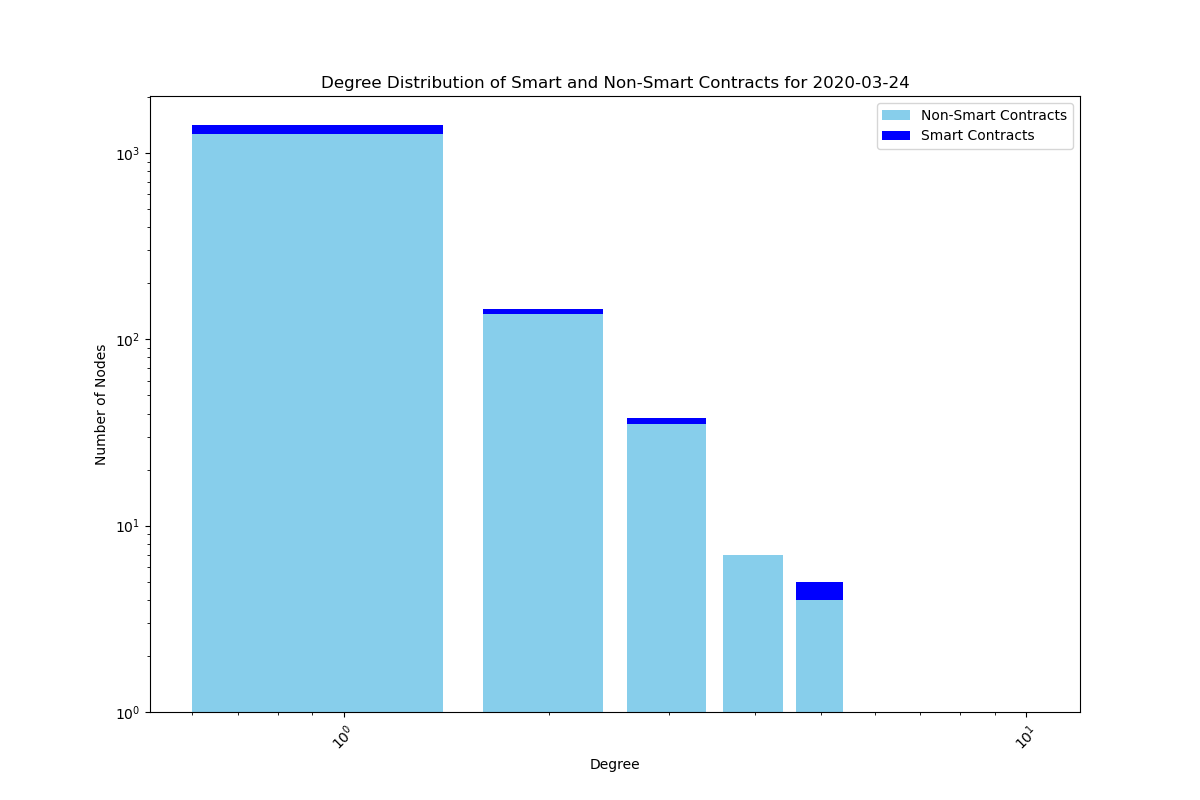 Degree Distribution of Smart and Non-Smart Contracts for 2020-03-24
Non-Smart Contracts
Smart Contracts
Number of Nodes
10³
10²
10¹
10⁰
10⁰
10¹
Degree